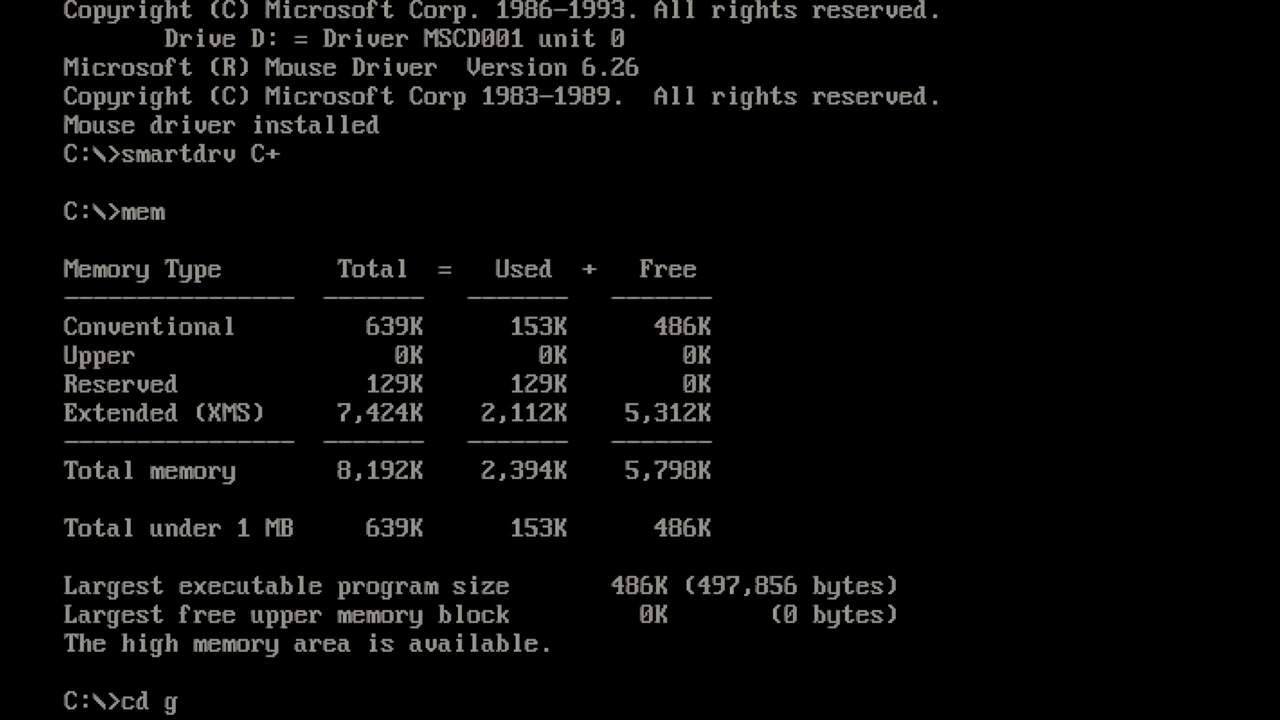 Copyright (C) Microsoft Corp. 1986-1993. All rights reserved.
Drive D: = Driver MSCD001 unit 0
Microsoft (R) Mouse Driver  Version 6.26
Copyright (C) Microsoft Corp 1983-1989.  All rights reserved.
Mouse driver installed
C:\>smartdrv C+
C:\>mem
Memory Type        Total  =   Used  +   Free
----------------  -------   -------   -------
Conventional         639K      153K      486K
Upper                  0K        0K        0K
Reserved             129K      129K        0K
Extended (XMS)     7,424K    2,112K    5,312K
----------------  -------   -------   -------
Total memory       8,192K    2,394K    5,798K
Total under 1 MB     639K      153K      486K
Largest executable program size       486K (497,856 bytes)
Largest free upper memory block         0K       (0 bytes)
The high memory area is available.
C:\>cd g